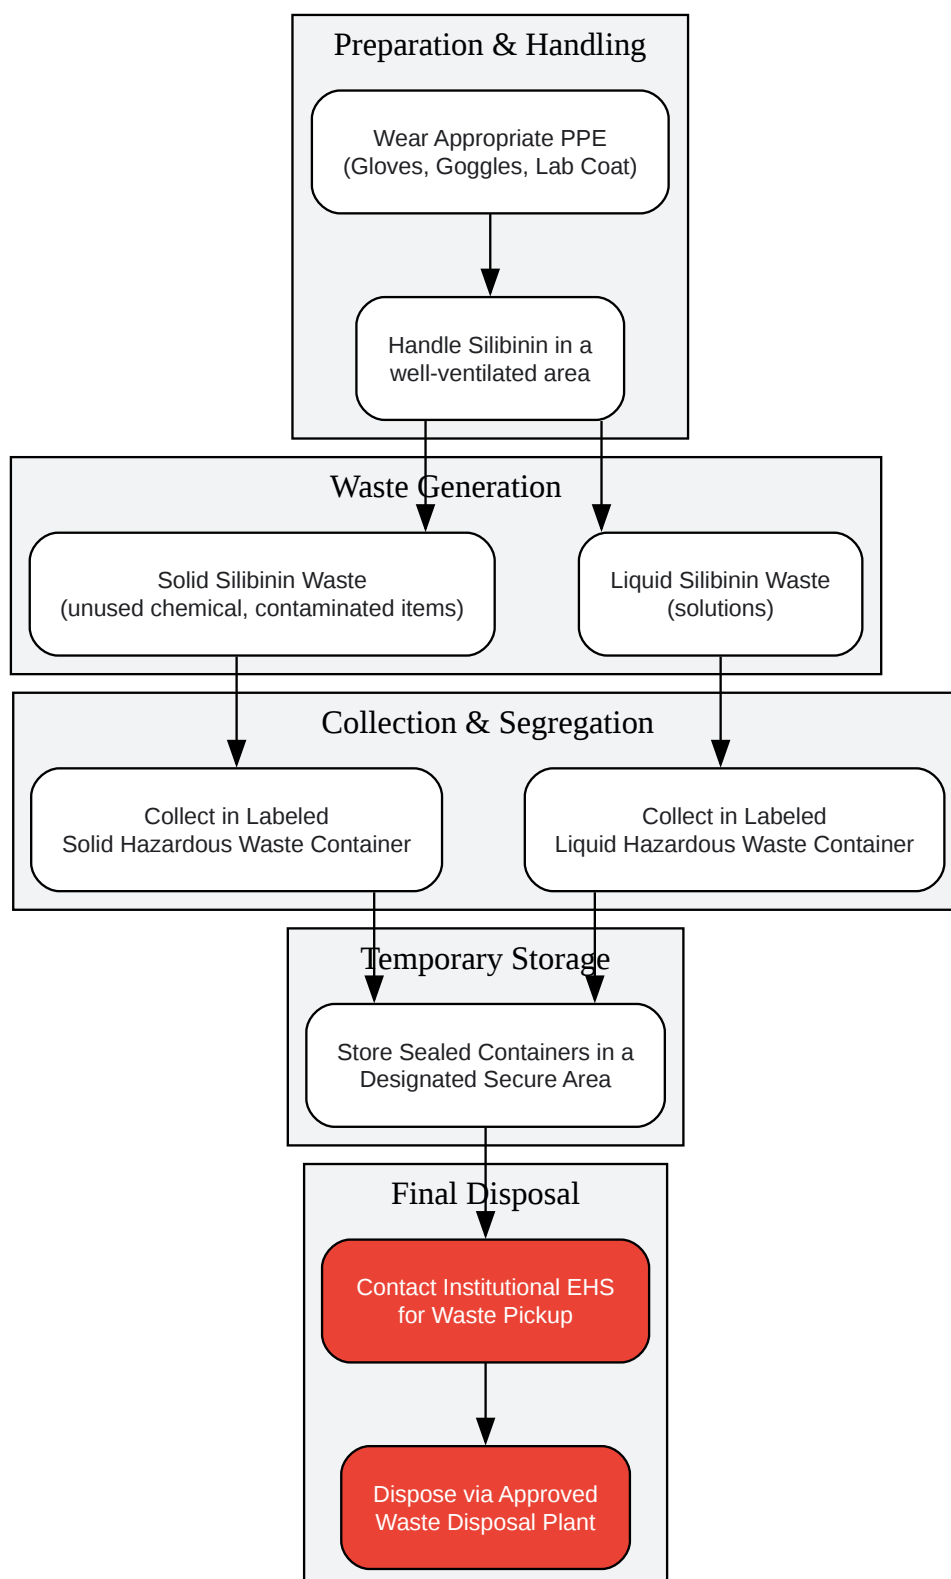 Preparation & Handling
Wear Appropriate PPE
(Gloves, Goggles, Lab Coat)
Handle Silibinin in a
well-ventilated area
Waste Generation
Solid Silibinin Waste
(unused chemical, contaminated items)
Liquid Silibinin Waste
(solutions)
Collection & Segregation
Collect in Labeled
Solid Hazardous Waste Container
Collect in Labeled
Liquid Hazardous Waste Container
Temporary Storage
Store Sealed Containers in a
Designated Secure Area
Final Disposal
Contact Institutional EHS
for Waste Pickup
Dispose via Approved
Waste Disposal Plant